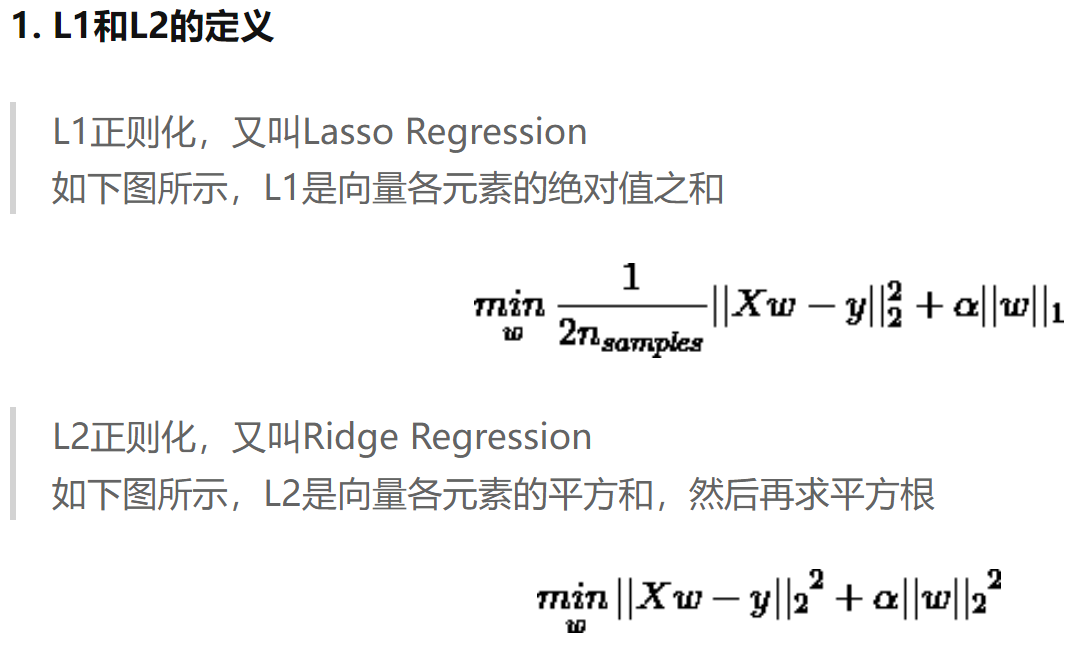 1. L1和L2的定义
L1正则化，又叫Lasso Regression
如下图所示，L1是向量各元素的绝对值之和
$$\min_{w} \frac{1}{2n_{samples}} ||Xw - y||_2^2 + \alpha ||w||_1$$
L2正则化，又叫Ridge Regression
如下图所示，L2是向量各元素的平方和，然后再求平方根
$$\min_{w} ||Xw - y||_2{}^2 + \alpha ||w||_2{}^2$$